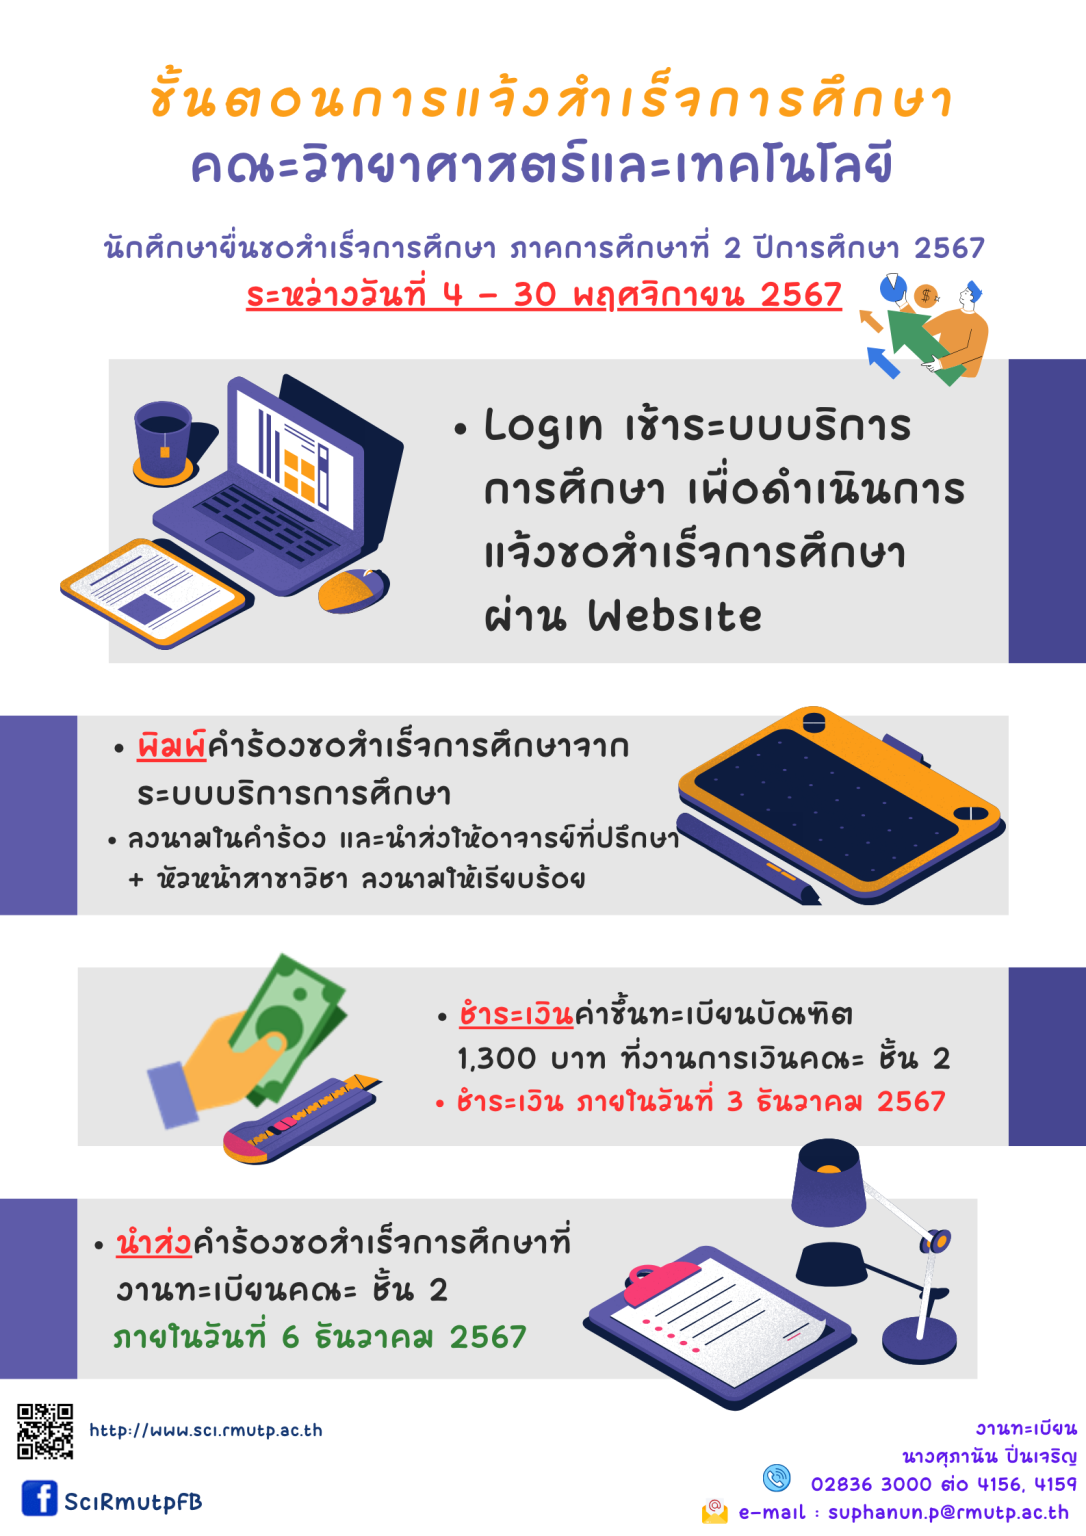 ขั้นตอนการแจ้งสำเร็จการศึกษา
คณะวิทยาศาสตร์และเทคโนโลยี
นักศึกษายื่นขอสำเร็จการศึกษา ภาคการศึกษาที่ 2 ปีการศึกษา 2567
ระหว่างวันที่ 4 – 30 พฤศจิกายน 2567
• Login เข้าระบบบริการ
การศึกษา เพื่อดำเนินการ
แจ้งขอสำเร็จการศึกษา
ผ่าน Website
• พิมพ์คำร้องขอสำเร็จการศึกษาจาก
ระบบบริการการศึกษา
• ลงนามในคำร้อง และนำส่งให้อาจารย์ที่ปรึกษา
+ หัวหน้าสาขาวิชา ลงนามให้เรียบร้อย
• ชำระเงินค่าขึ้นทะเบียนบัณฑิต
1,300 บาท ที่งานการเงินคณะ ชั้น 2
• ชำระเงิน ภายในวันที่ 3 ธันวาคม 2567
• นำส่งคำร้องขอสำเร็จการศึกษาที่
งานทะเบียนคณะ ชั้น 2
ภายในวันที่ 6 ธันวาคม 2567
http://www.sci.rmutp.ac.th
SciRmutpFB
งานทะเบียน
นางศุภานัน ปิ่นเจริญ
02836 3000 ต่อ 4156, 4159
e-mail : suphanun.p@rmutp.ac.th